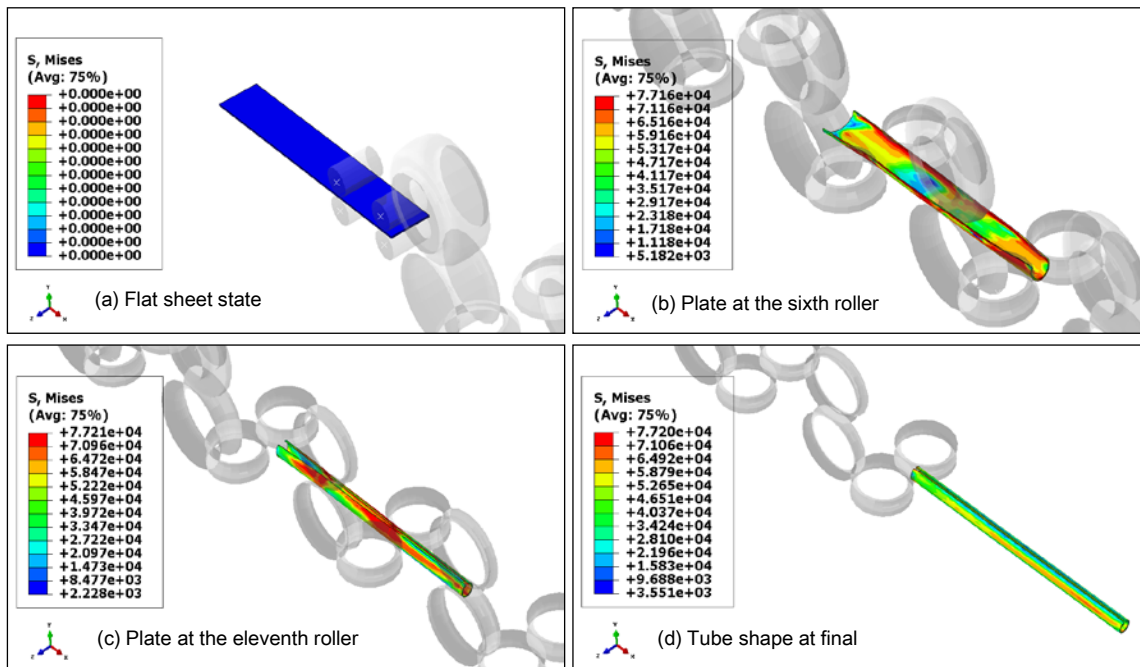 S, Mises
(Avg: 75%)
+0.000e+00
+0.000e+00
+0.000e+00
+0.000e+00
+0.000e+00
+0.000e+00
+0.000e+00
+0.000e+00
+0.000e+00
+0.000e+00
+0.000e+00
+0.000e+00
+0.000e+00
Y
Z
X
(a) Flat sheet state
S, Mises
(Avg: 75%)
+7.716e+04
+7.116e+04
+6.516e+04
+5.916e+04
+5.317e+04
+4.717e+04
+4.117e+04
+3.517e+04
+2.917e+04
+2.318e+04
+1.718e+04
+1.118e+04
+5.182e+03
Y
Z
X
(b) Plate at the sixth roller
S, Mises
(Avg: 75%)
+7.721e+04
+7.096e+04
+6.472e+04
+5.847e+04
+5.222e+04
+4.597e+04
+3.972e+04
+3.347e+04
+2.722e+04
+2.097e+04
+1.473e+04
+8.477e+03
+2.228e+03
Y
Z
X
(c) Plate at the eleventh roller
S, Mises
(Avg: 75%)
+7.720e+04
+7.106e+04
+6.492e+04
+5.879e+04
+5.265e+04
+4.651e+04
+4.037e+04
+3.424e+04
+2.810e+04
+2.196e+04
+1.583e+04
+9.688e+03
+3.551e+03
Y
Z
X
(d) Tube shape at final